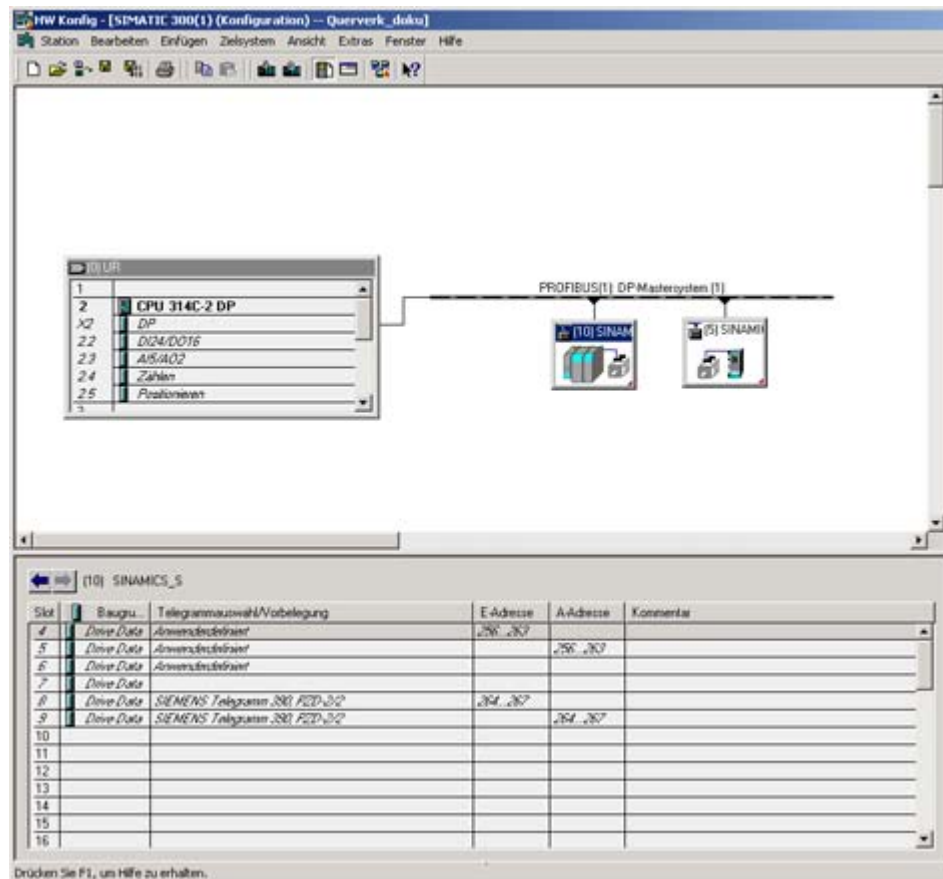 HW Konfig - [SIMATIC 300(1) (Konfiguration) -- Querverk_doku]
Station Bearbeiten Einfügen Zielsystem Ansicht Extras Fenster Hilfe
(0) UR
1
2 CPU 314C-2 DP
X2 DP
2.2 DI24/DO16
2.3 AI5/AO2
2.4 Zählen
2.5 Positionieren
PROFIBUS(1): DP-Mastersystem (1)
(10) SINAM
(5) SINAMI
(10) SINAMICS_S
Slot Baugru... Telegrammauswahl/Vorbelegung E-Adresse A-Adresse Kommentar
4 Drive Data Anwenderdefiniert
5 Drive Data Anwenderdefiniert
6 Drive Data Anwenderdefiniert
7 Drive Data
8 Drive Data SIEMENS Telegramm 390, PZD-2/2 264...267
9 Drive Data SIEMENS Telegramm 390, PZD-2/2 264...267
10
11
12
13
14
15
16
Drücken Sie F1, um Hilfe zu erhalten.